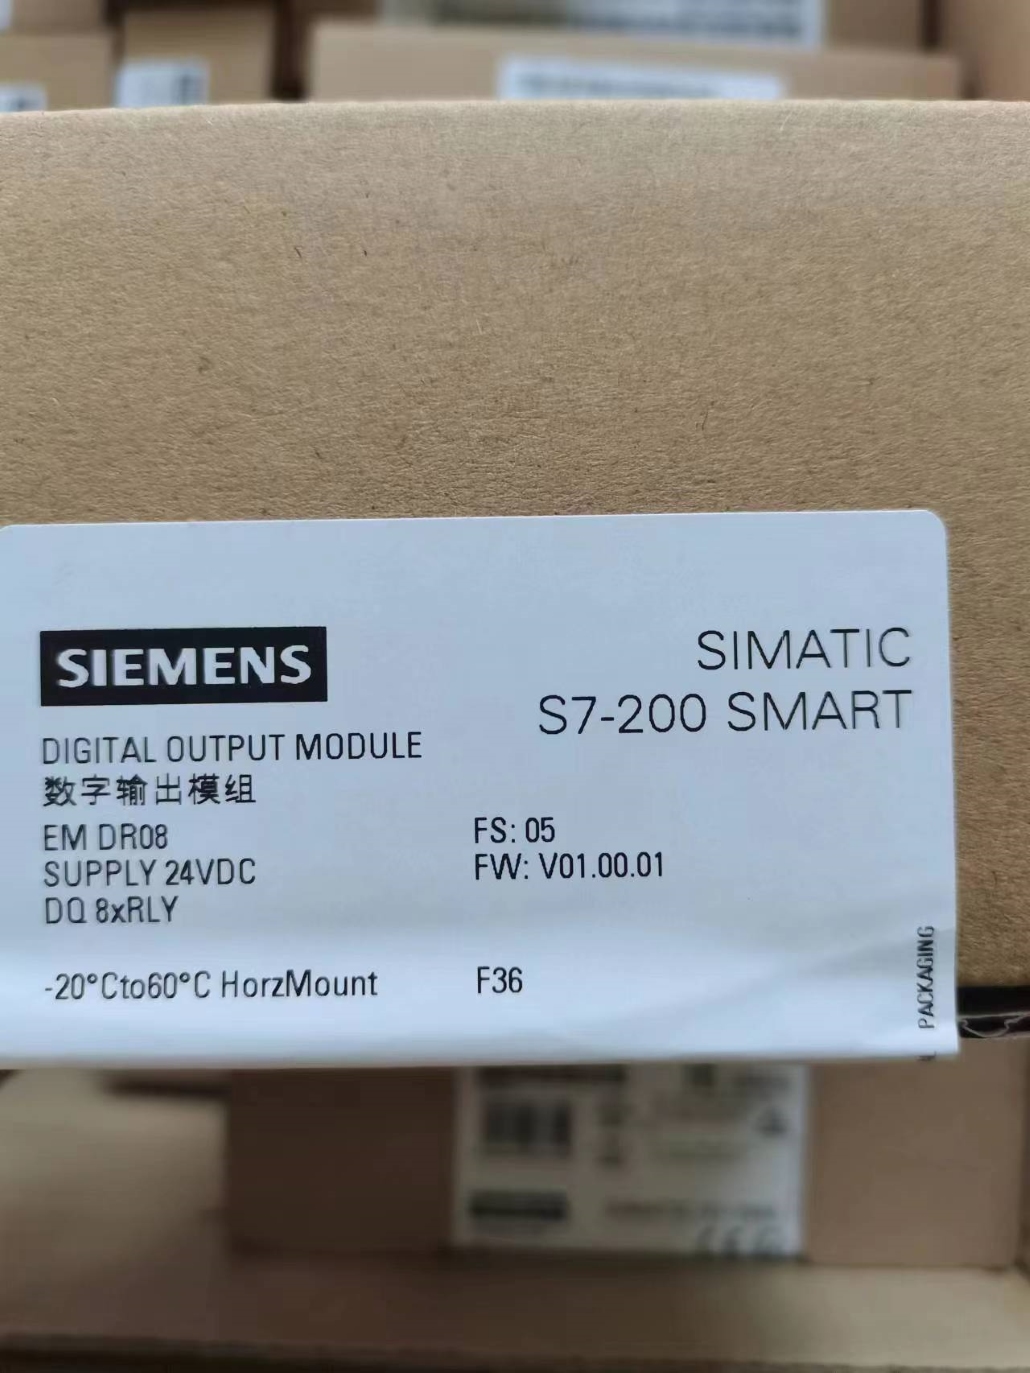 SIEMENS
SIMATIC
S7-200 SMART
DIGITAL OUTPUT MODULE
数字输出模组
EM DR08
FS: 05
SUPPLY 24VDC
FW: V01.00.01
DQ 8xRLY
-20°Cto60°C HorzMount
F36
PACKAGING